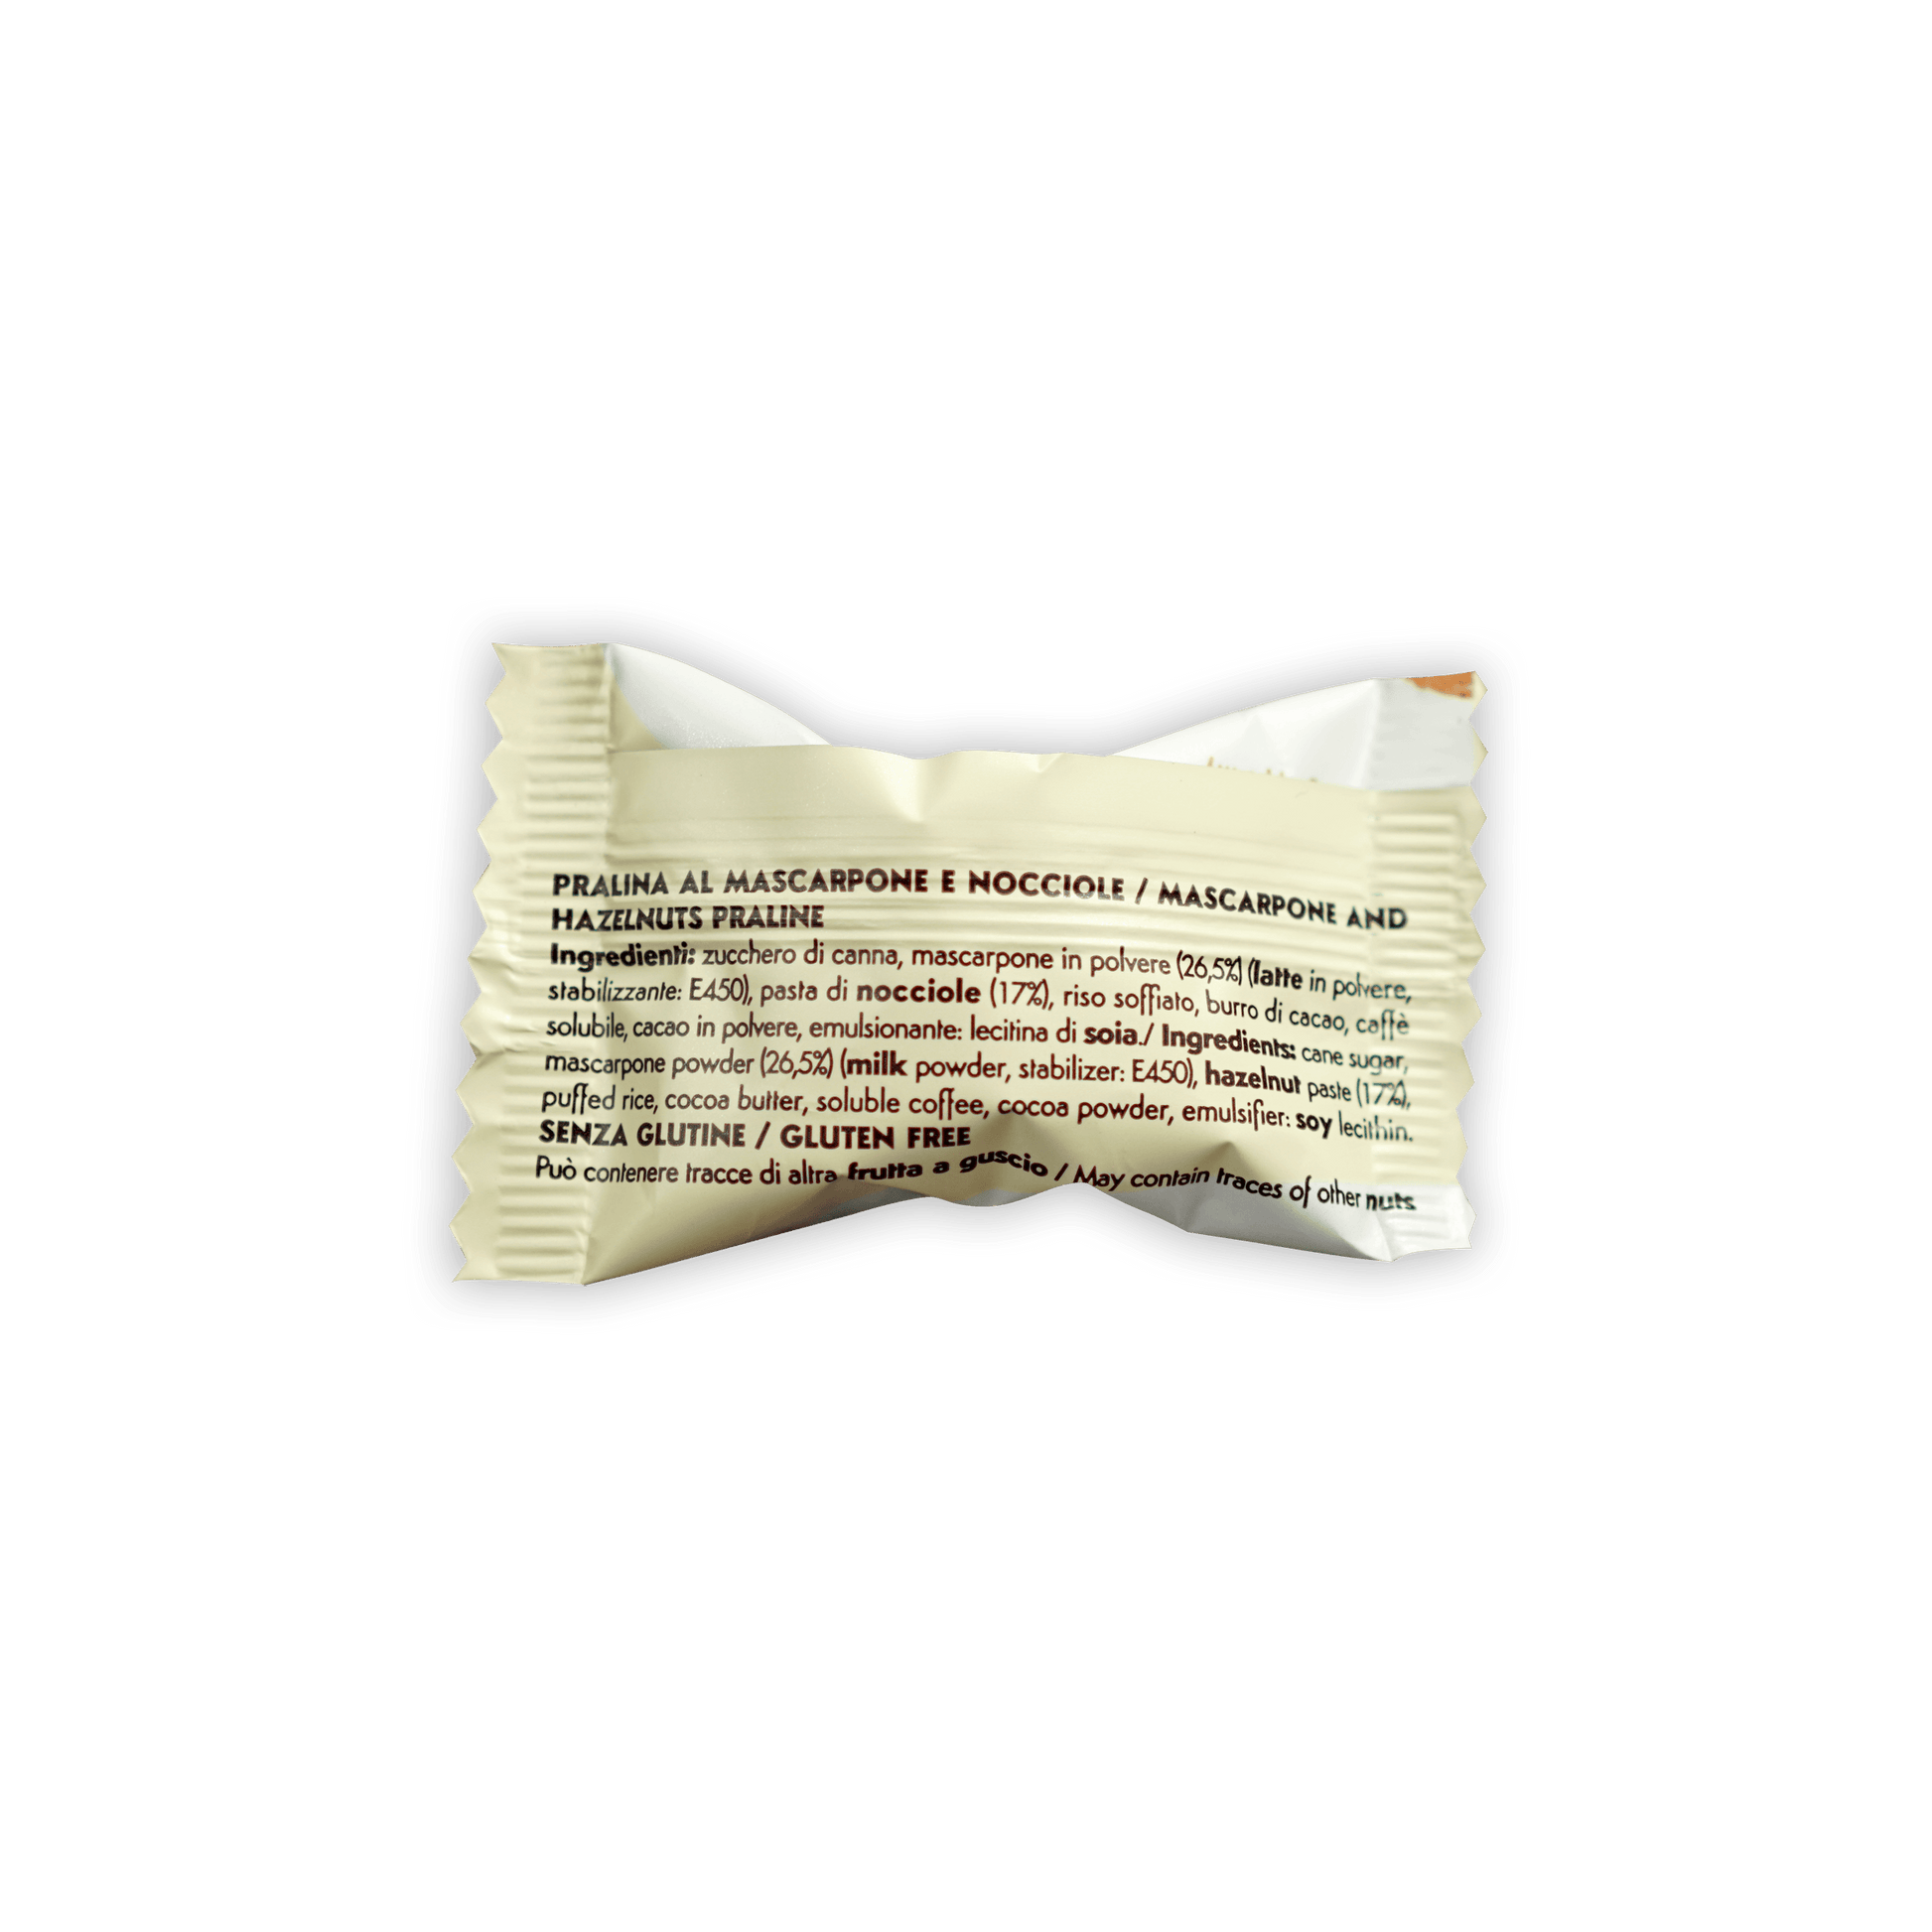 PRALINA AL MASCARPONE E NOCCIOLE / MASCARPONE AND
HAZELNUTS PRALINE
Ingredienti: zucchero di canna, mascarpone in polvere (26,5%) (latte in polvere,
stabilizzante: E450), pasta di nocciole (17%), riso soffiato, burro di cacao, caffè
solubile, cacao in polvere, emulsionante: lecitina di soia./ Ingredients: cane sugar,
mascarpone powder (26,5%) (milk powder, stabilizer: E450), hazelnut paste (17%),
puffed rice, cocoa butter, soluble coffee, cocoa powder, emulsifier: soy lecithin.
SENZA GLUTINE / GLUTEN FREE
Può contenere tracce di altra frutta a guscio / May contain traces of other nuts